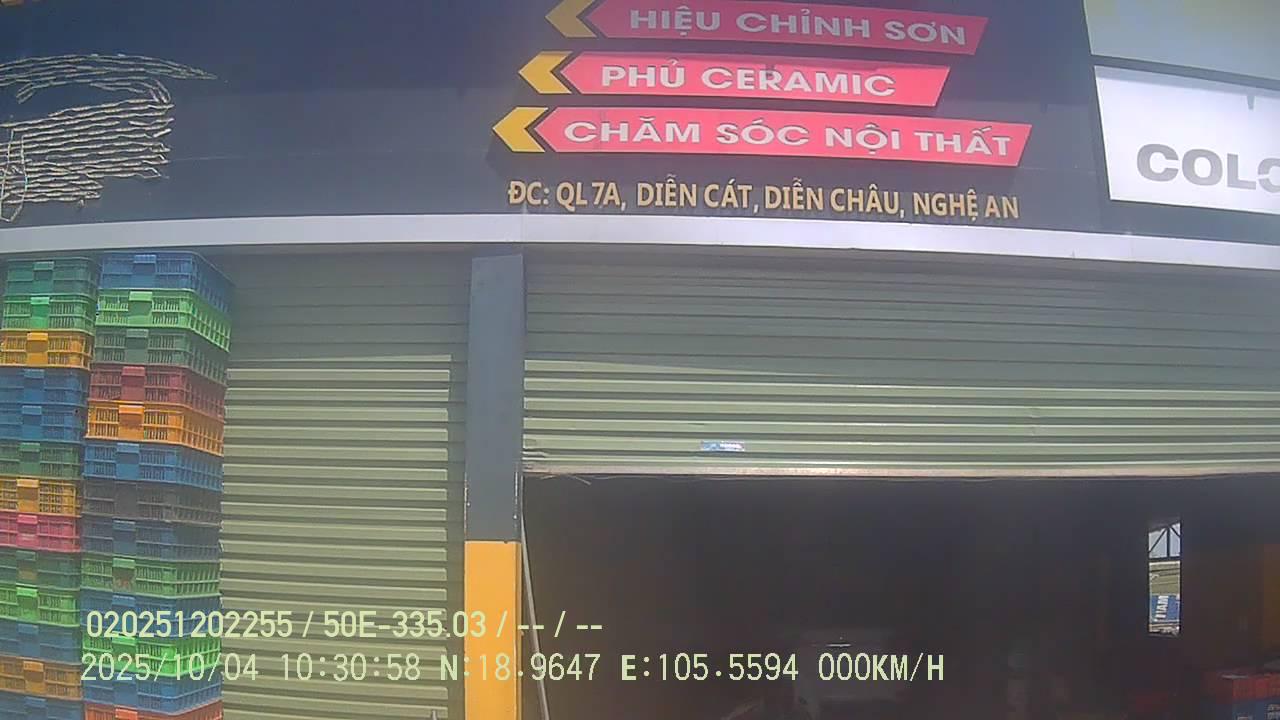 HIỆU CHỈNH SƠN
PHỦ CERAMIC
CHĂM SÓC NỘI THẤT
ĐC: QL 7A, DIỄN CÁT, DIỄN CHÂU, NGHỆ AN
COLO
020251202255 / 50E-335.03 / -- / --
2025/10/04 10:30:58 N:18.9647 E:105.5594 000KM/H